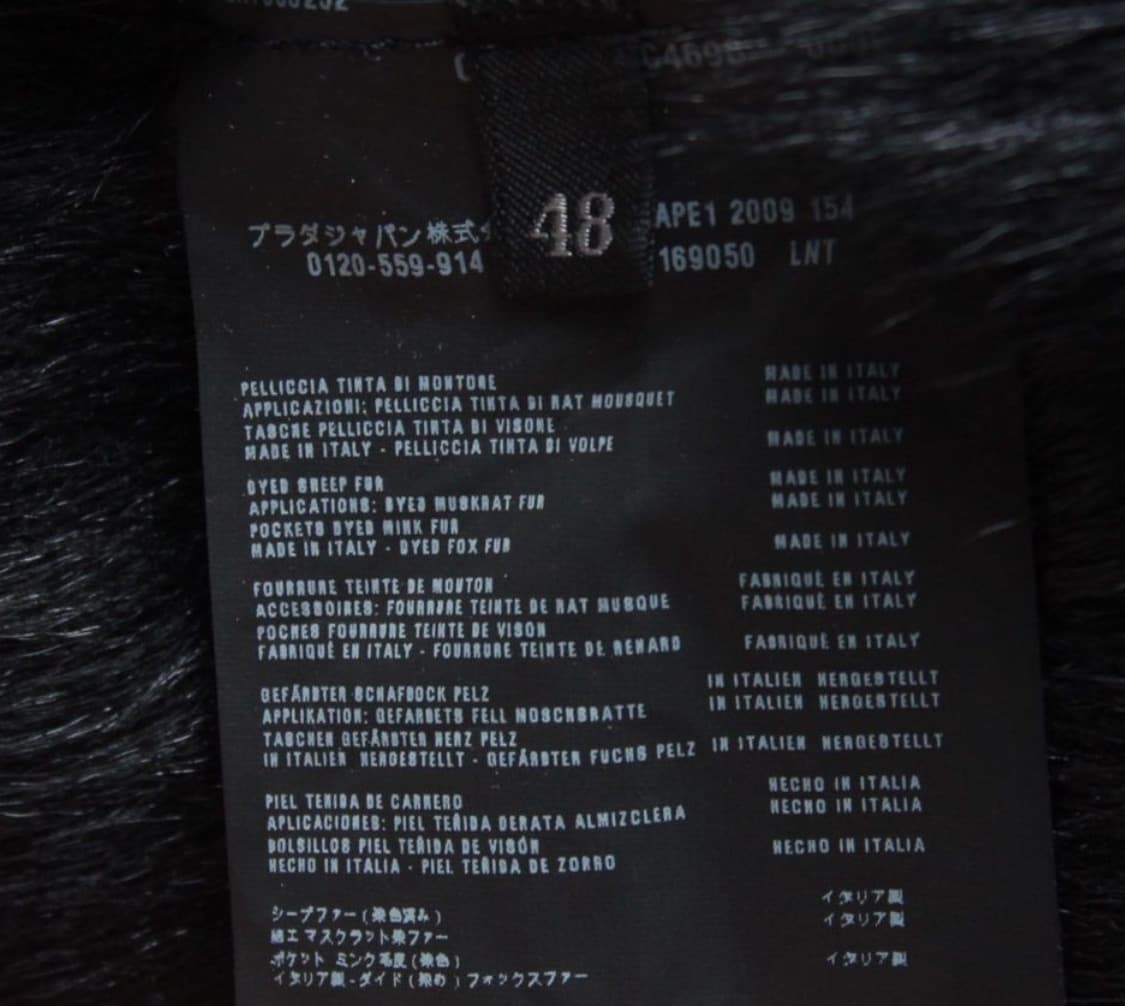 48
プラダジャパン株式 APE1 2009 154
0120-559-914 169050 LNT
PELLICCIA TINTA DI MONTONE MADE IN ITALY
APPLICAZIONI: PELLICCIA TINTA DI RAT MOUSQUET MADE IN ITALY
TASCHE PELLICCIA TINTA DI VISONE
MADE IN ITALY - PELLICCIA TINTA DI VOLPE MADE IN ITALY
DYED SHEEP FUR MADE IN ITALY
APPLICATIONS: DYED MUSKRAT FUR MADE IN ITALY
POCKETS DYED MINK FUR
MADE IN ITALY - DYED FOX FUR MADE IN ITALY
FOURRURE TEINTE DE MOUTON FABRIQUÉ EN ITALY
ACCESSOIRES: FOURRURE TEINTE DE RAT MUSQUE FABRIQUÉ EN ITALY
POCHES FOURRURE TEINTE DE VISON
FABRIQUÉ EN ITALY - FOURRURE TEINTE DE RENARD FABRIQUÉ EN ITALY
GEFÄRBTER SCHAFBOCK PELZ IN ITALIEN HERGESTELLT
APPLIKATION: GEFARBETS FELL MOSCHSRATTE IN ITALIEN HERGESTELLT
TASCHEN GEFÄRBTER NERZ PELZ
IN ITALIEN HERGESTELLT - GEFÄRBTER FUCHS PELZ IN ITALIEN HERGESTELLT
PIEL TENIDA DE CARNERO HECHO IN ITALIA
APLICACIONES: PIEL TEÑIDA DERATA ALMIZCLERA HECHO IN ITALIA
BOLSILLOS PIEL TEÑIDA DE VISÓN
HECHO IN ITALIA - PIEL TEÑIDA DE ZORRO HECHO IN ITALIA
シープファー(染色済み) イタリア製
マスクラット染ファー イタリア製
ポケット ミンク毛皮(染色)
イタリア製-ダイド(染め)フォックスファー イタリア製